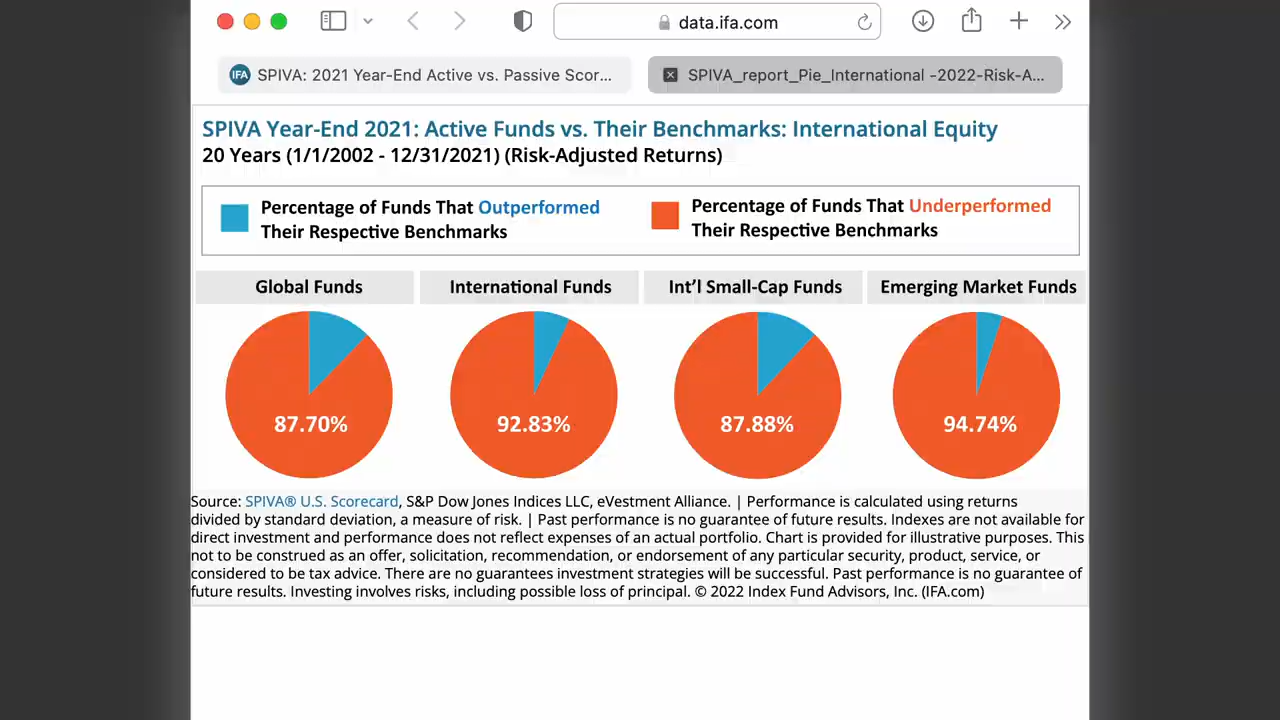 data.ifa.com
IFA SPIVA: 2021 Year-End Active vs. Passive Scor...
SPIVA_report_Pie_International -2022-Risk-A...
SPIVA Year-End 2021: Active Funds vs. Their Benchmarks: International Equity
20 Years (1/1/2002 - 12/31/2021) (Risk-Adjusted Returns)
Percentage of Funds That Outperformed
Their Respective Benchmarks
Percentage of Funds That Underperformed
Their Respective Benchmarks
Global Funds
International Funds
Int'l Small-Cap Funds
Emerging Market Funds
87.70%
92.83%
87.88%
94.74%
Source: SPIVA® U.S. Scorecard, S&P Dow Jones Indices LLC, eVestment Alliance. | Performance is calculated using returns
divided by standard deviation, a measure of risk. | Past performance is no guarantee of future results. Indexes are not available for
direct investment and performance does not reflect expenses of an actual portfolio. Chart is provided for illustrative purposes. This
not to be construed as an offer, solicitation, recommendation, or endorsement of any particular security, product, service, or
considered to be tax advice. There are no guarantees investment strategies will be successful. Past performance is no guarantee of
future results. Investing involves risks, including possible loss of principal. © 2022 Index Fund Advisors, Inc. (IFA.com)